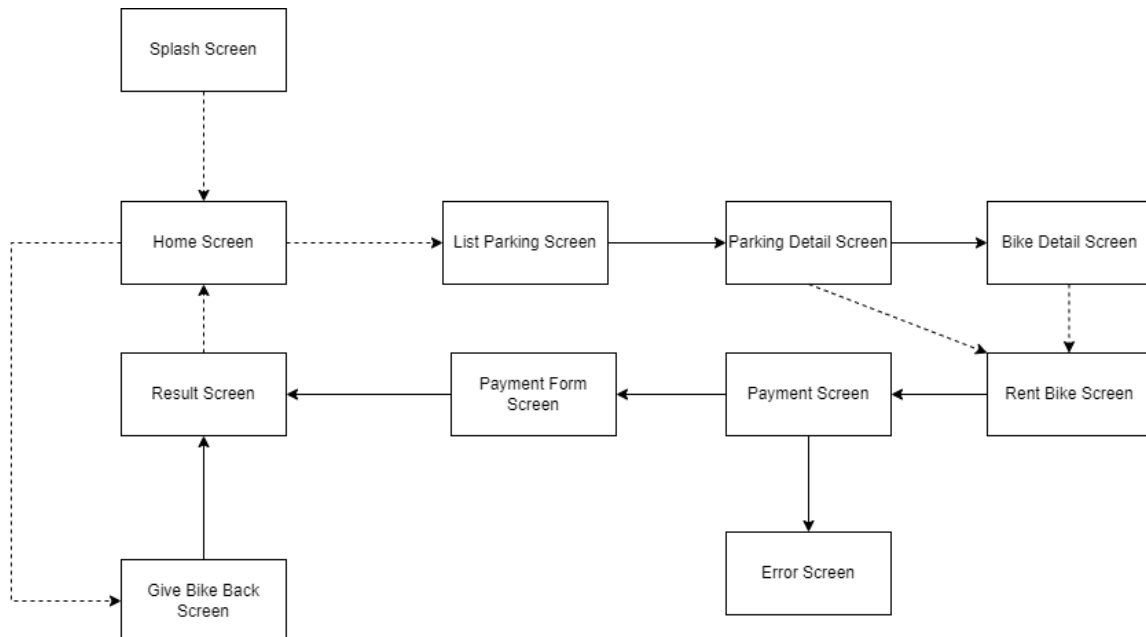 Splash Screen
Home Screen
List Parking Screen
Parking Detail Screen
Bike Detail Screen
Result Screen
Payment Form
Screen
Payment Screen
Rent Bike Screen
Give Bike Back
Screen
Error Screen